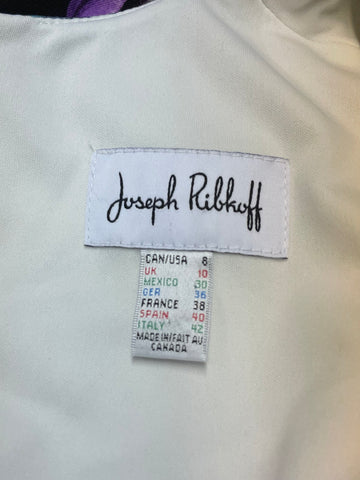 Joseph Ribkoff
CAN/USA 8
UK 10
MEXICO 30
GER 36
FRANCE 38
SPAIN 40
ITALY 42
MADE IN/FAIT AU
CANADA